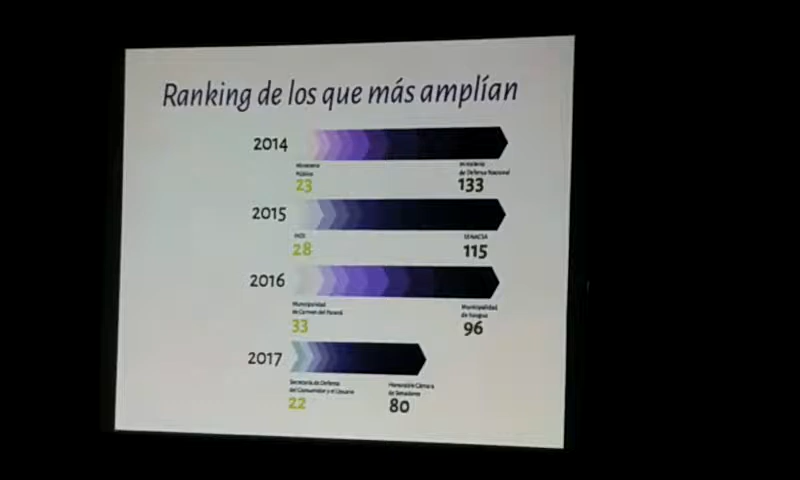 Ranking de los que más amplían
2014
Ministerio
Público
23
Ministerio
de Defensa Nacional
133
2015
INDI
28
SENACSA
115
2016
Municipalidad
de Carmen del Paraná
33
Municipalidad
de Itaugua
96
2017
Secretaría de Defensa
del Consumidor y el Usuario
22
Honorable Cámara
de Senadores
80